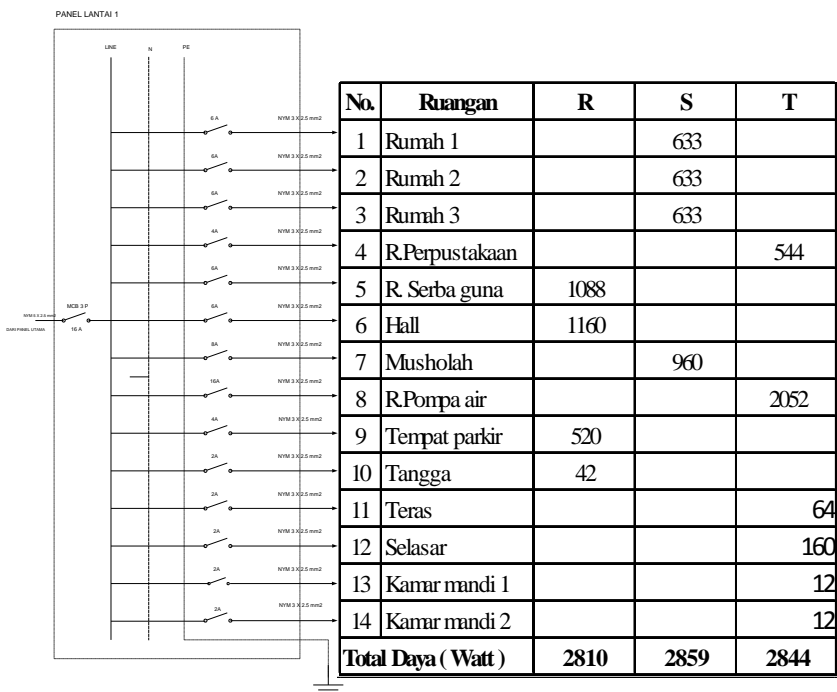 PANEL LANTAI 1
LINE N PE
6 A NYM 3 X 2.5 mm2
6A NYM 3 X 2.5 mm2
6A NYM 3 X 2.5 mm2
4A NYM 3 X 2.5 mm2
6A NYM 3 X 2.5 mm2
6A NYM 3 X 2.5 mm2
8A NYM 3 X 2.5 mm2
16A NYM 3 X 2.5 mm2
4A NYM 3 X 2.5 mm2
2A NYM 3 X 2.5 mm2
2A NYM 3 X 2.5 mm2
2A NYM 3 X 2.5 mm2
2A NYM 3 X 2.5 mm2
2A NYM 3 X 2.5 mm2
MCB 3 P
NYM 5 X 2.5 mm2
DARI PANEL UTAMA 16 A
No. Ruangan R S T
1 Rumah 1 633
2 Rumah 2 633
3 Rumah 3 633
4 R.Perpustakaan 544
5 R. Serba guna 1088
6 Hall 1160
7 Musholah 960
8 R.Pompa air 2052
9 Tempat parkir 520
10 Tangga 42
11 Teras 64
12 Selasar 160
13 Kamar mandi 1 12
14 Kamar mandi 2 12
Total Daya ( Watt ) 2810 2859 2844